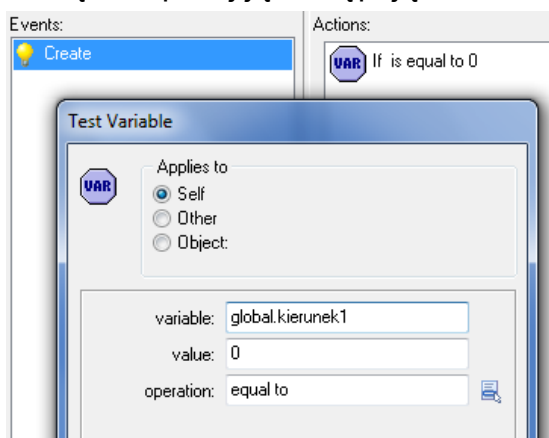 Events:
Actions:
Create
VAR If is equal to 0
Test Variable
VAR
Applies to
Self
Other
Object:
variable: global.kierunek1
value: 0
operation: equal to